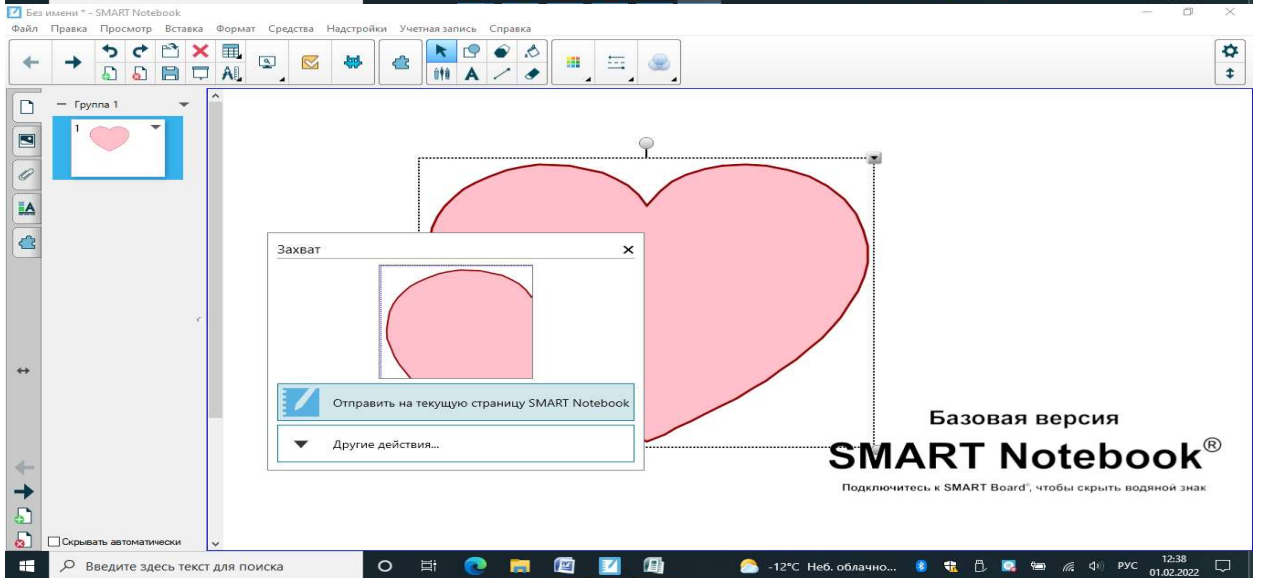 Без имени * - SMART Notebook
Файл Правка Просмотр Вставка Формат Средства Надстройки Учетная запись Справка
Группа 1
1
Захват
Отправить на текущую страницу SMART Notebook
Другие действия...
Базовая версия
SMART Notebook®
Подключитесь к SMART Board®, чтобы скрыть водяной знак
Скрывать автоматически
Введите здесь текст для поиска
-12°C Неб. облачно...
РУС
12:38
01.02.2022